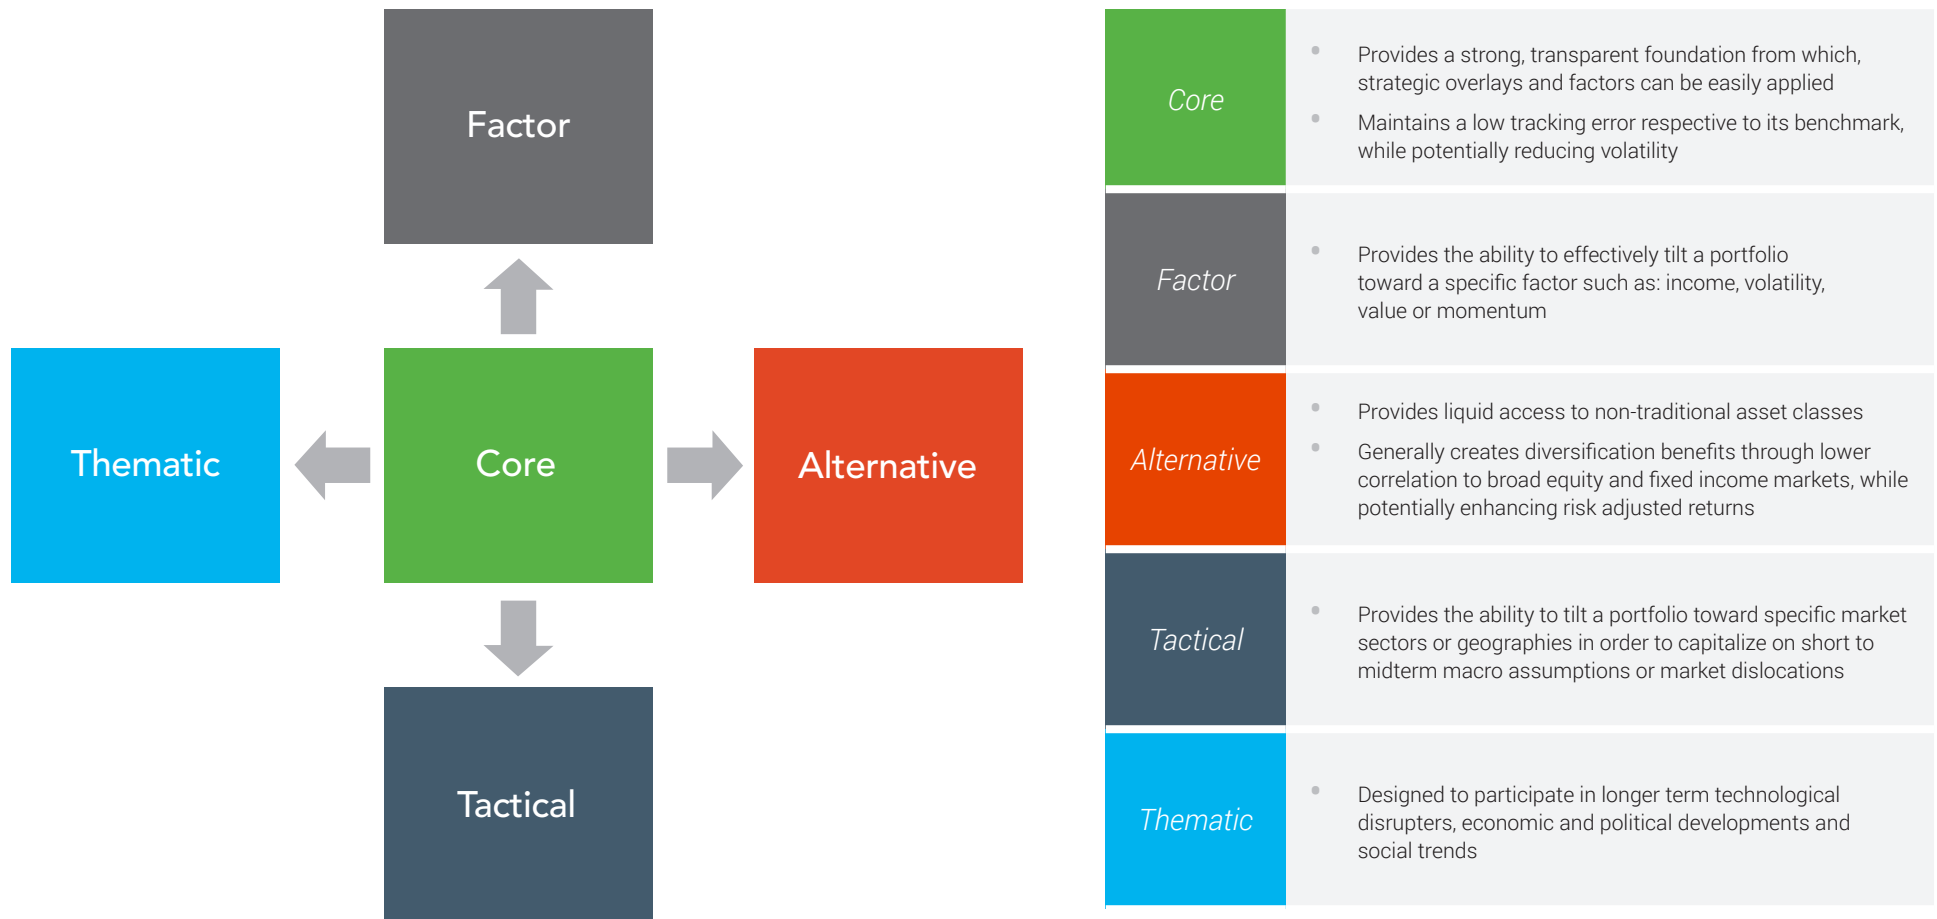 Factor
Thematic
Core
Alternative
Tactical
Core
• Provides a strong, transparent foundation from which,
strategic overlays and factors can be easily applied
• Maintains a low tracking error respective to its benchmark,
while potentially reducing volatility
Factor
• Provides the ability to effectively tilt a portfolio
toward a specific factor such as: income, volatility,
value or momentum
Alternative
• Provides liquid access to non-traditional asset classes
• Generally creates diversification benefits through lower
correlation to broad equity and fixed income markets, while
potentially enhancing risk adjusted returns
Tactical
• Provides the ability to tilt a portfolio toward specific market
sectors or geographies in order to capitalize on short to
midterm macro assumptions or market dislocations
Thematic
• Designed to participate in longer term technological
disrupters, economic and political developments and
social trends